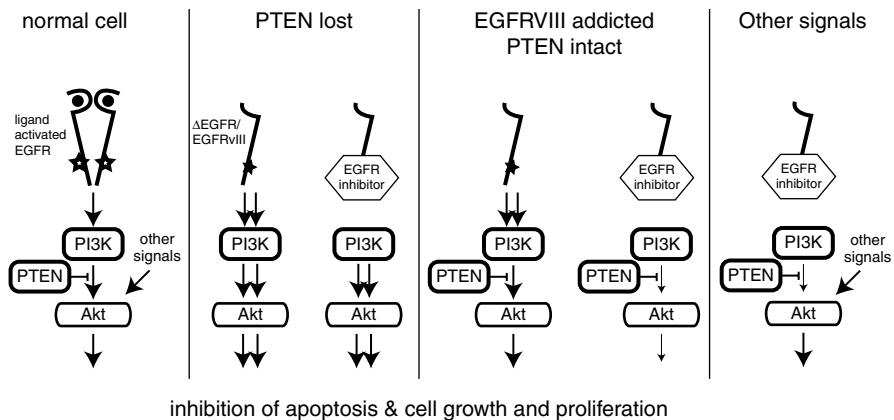 normal cell
PTEN lost
EGFRVIII addicted
PTEN intact
Other signals
ligand
activated
EGFR
PI3K
other
signals
PTEN
Akt
ΔEGFR/
EGFRvIII
EGFR
inhibitor
PI3K
PI3K
Akt
Akt
EGFR
inhibitor
PI3K
PI3K
PTEN
PTEN
Akt
Akt
EGFR
inhibitor
PI3K
other
signals
PTEN
Akt
inhibition of apoptosis & cell growth and proliferation